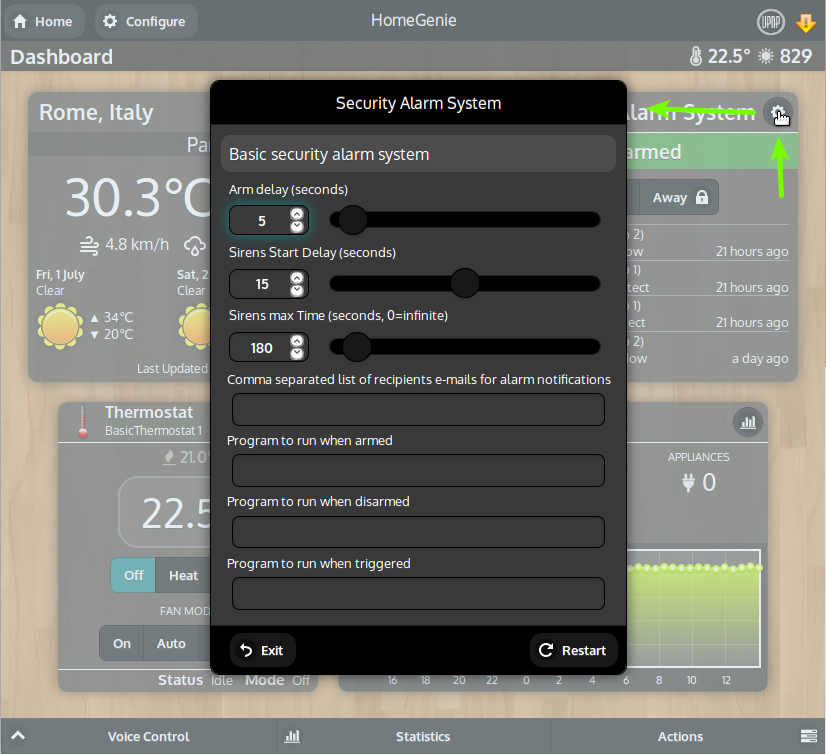 Home
Configure
HomeGenie
UPnP
Dashboard
22.5°
829
Rome, Italy
Pa
30.3°C
4.8 km/h
Fri, 1 July
Clear
▲ 34°C
▼ 20°C
Sat, 2
Clear
Last Updated
Alarm System
armed
Away
o 2)
ow
21 hours ago
o 1)
tect
21 hours ago
o 1)
tect
21 hours ago
o 2)
low
a day ago
Security Alarm System
Basic security alarm system
Arm delay (seconds)
5
Sirens Start Delay (seconds)
15
Sirens max Time (seconds, 0=infinite)
180
Comma separated list of recipients e-mails for alarm notifications
Program to run when armed
Program to run when disarmed
Program to run when triggered
Exit
Restart
Thermostat
BasicThermostat 1
21.0°
22.5
Off
Heat
FAN MOD
On
Auto
Status Idle Mode Off
APPLIANCES
0
16 18 20 22 0 2 4 6 8 10 12
Voice Control
Statistics
Actions